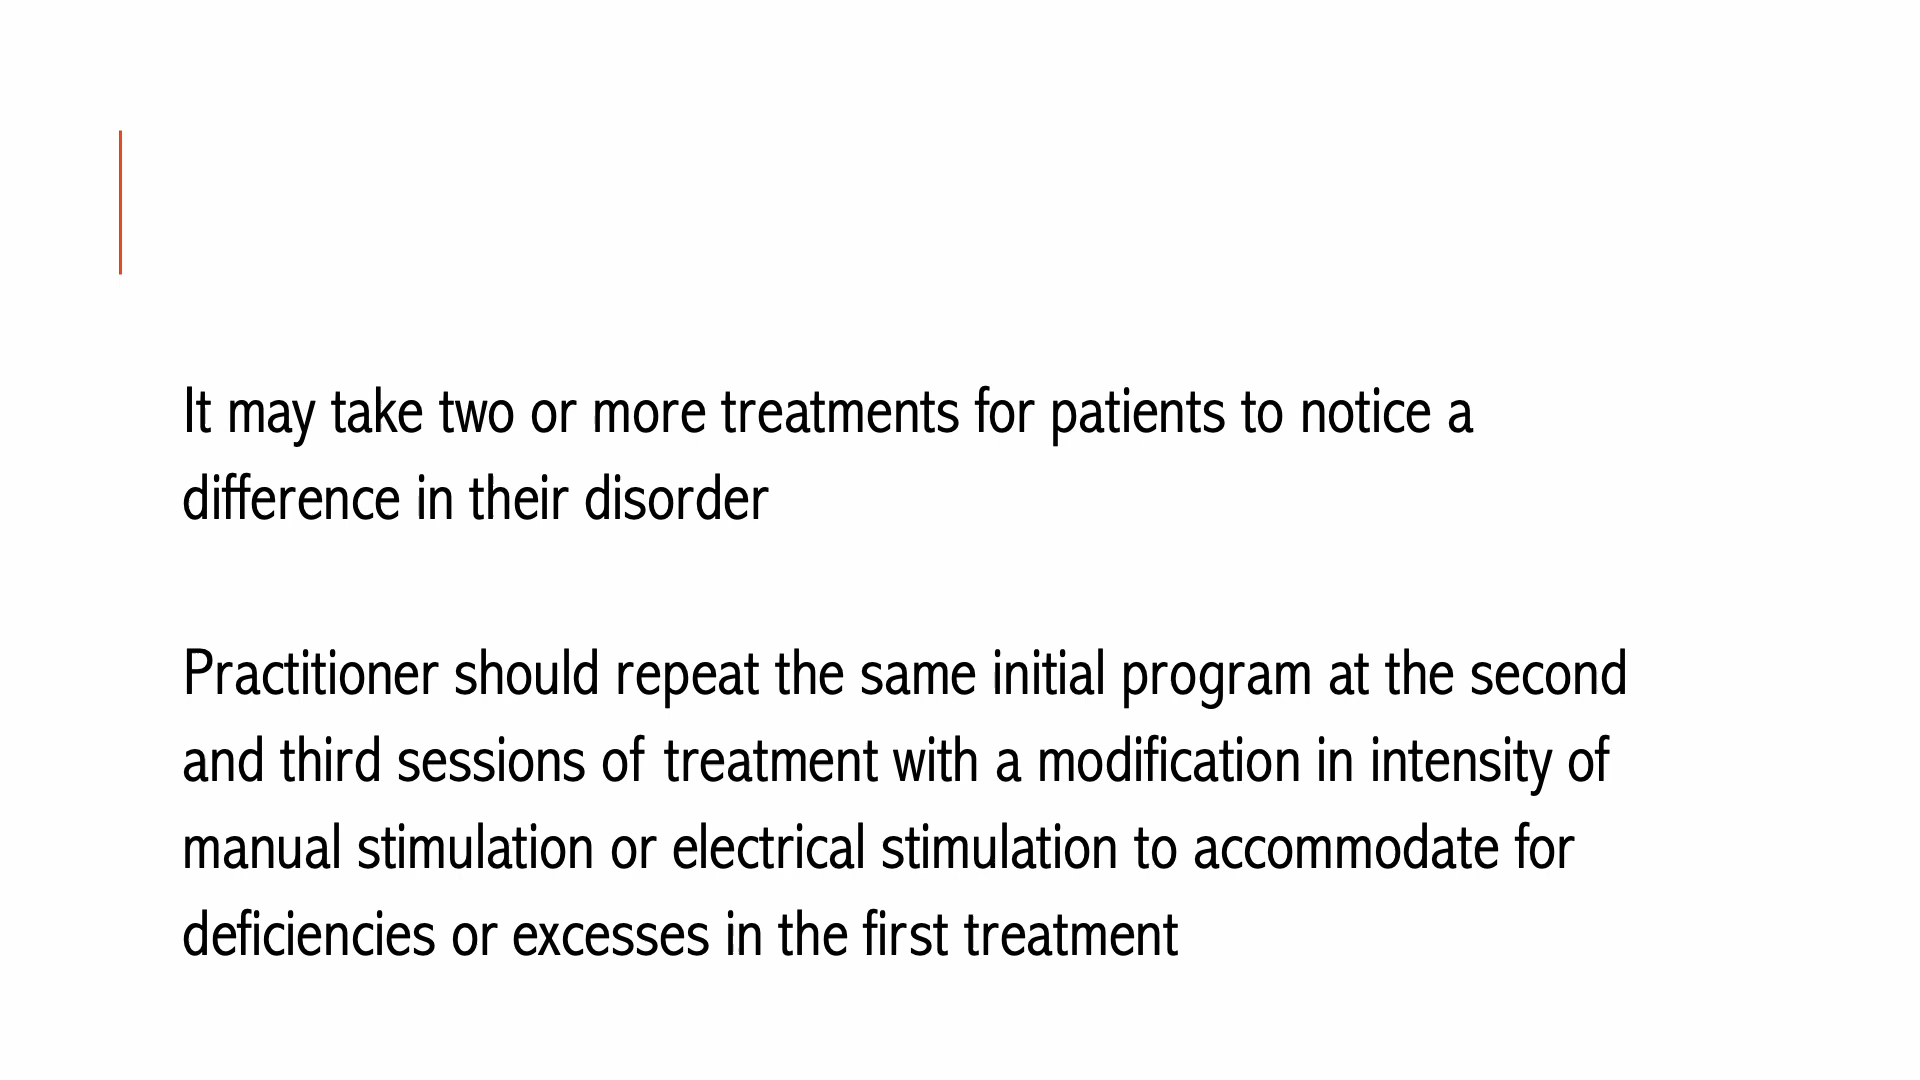 It may take two or more treatments for patients to notice a
difference in their disorder
Practitioner should repeat the same initial program at the second
and third sessions of treatment with a modification in intensity of
manual stimulation or electrical stimulation to accommodate for
deficiencies or excesses in the first treatment